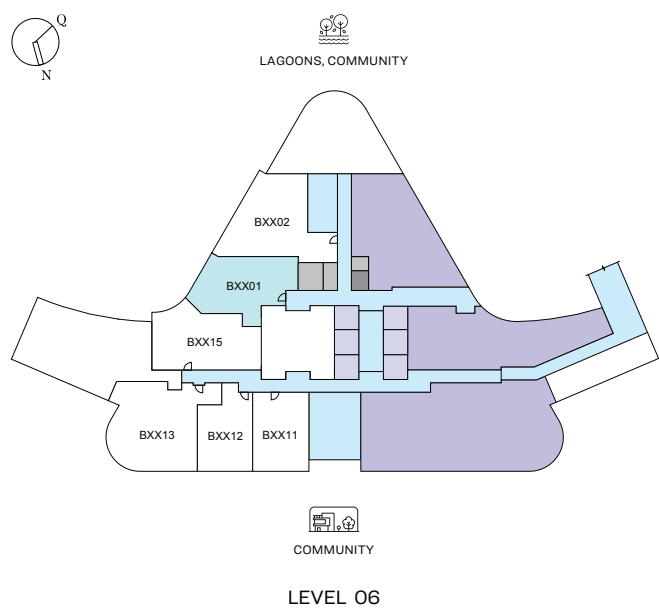 Q
N
LAGOONS, COMMUNITY
BXX02
BXX01
BXX15
BXX13
BXX12
BXX11
COMMUNITY
LEVEL 06